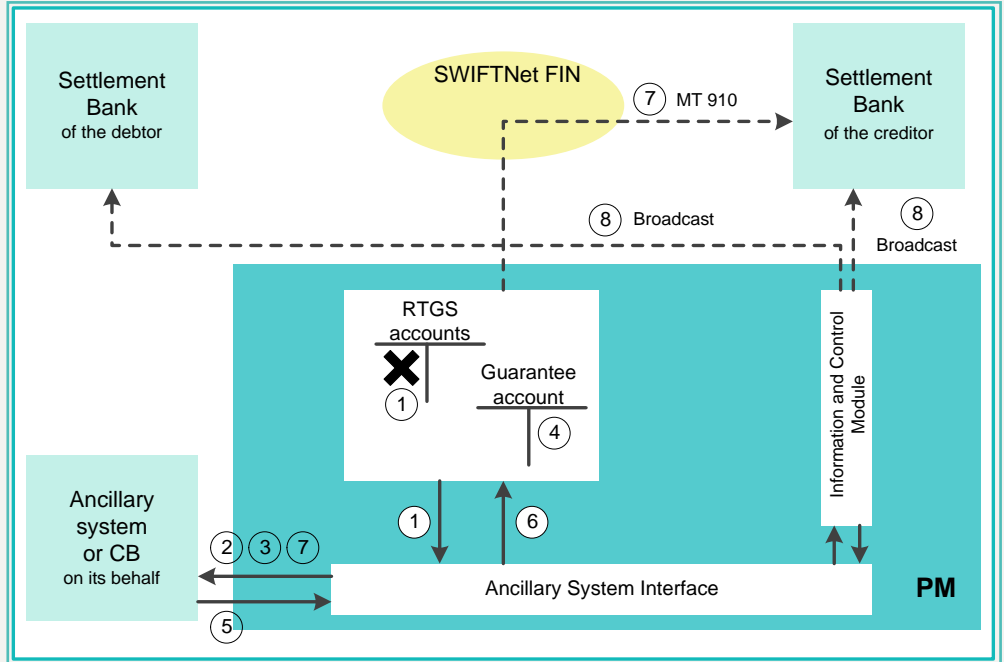 Settlement
Bank
of the debtor
SWIFTNet FIN
7 MT 910
Settlement
Bank
of the creditor
8 Broadcast
8
Broadcast
RTGS
accounts
1
Guarantee
account
4
Information and Control
Module
Ancillary
system
or CB
on its behalf
1
6
2 3 7
5
Ancillary System Interface
PM